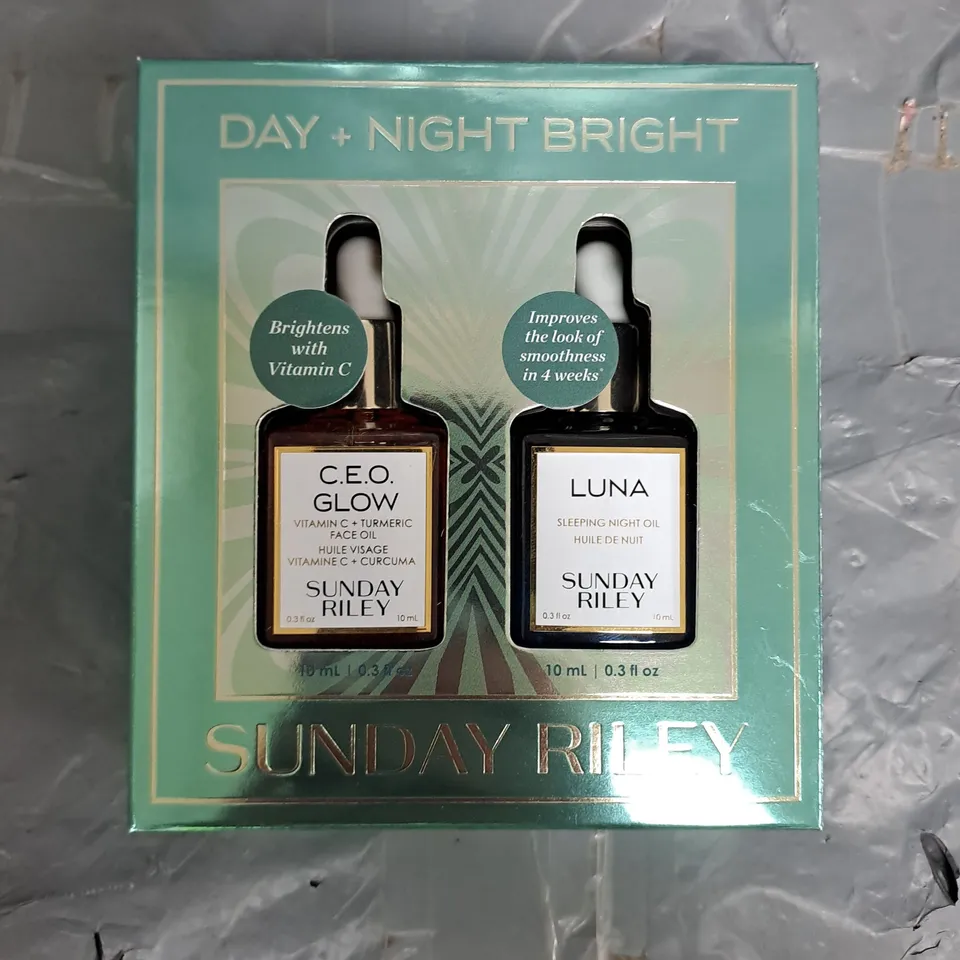 DAY + NIGHT BRIGHT
Brightens
with
Vitamin C
Improves
the look of
smoothness
in 4 weeks*
C.E.O.
GLOW
VITAMIN C + TURMERIC
FACE OIL
HUILE VISAGE
VITAMINE C + CURCUMA
SUNDAY
RILEY
0.3 fl oz 10 mL
LUNA
SLEEPING NIGHT OIL
HUILE DE NUIT
SUNDAY
RILEY
0.3 fl oz 10 mL
10 mL | 0.3 fl oz
10 mL | 0.3 fl oz
SUNDAY RILEY